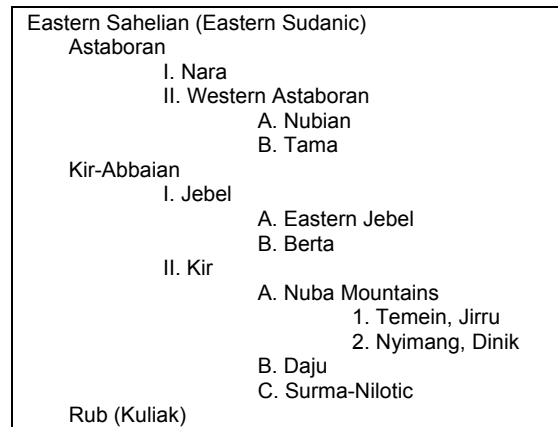 Eastern Sahelian (Eastern Sudanic)
Astaboran
I. Nara
II. Western Astaboran
A. Nubian
B. Tama
Kir-Abbaian
I. Jebel
A. Eastern Jebel
B. Berta
II. Kir
A. Nuba Mountains
1. Temein, Jirru
2. Nyimang, Dinik
B. Daju
C. Surma-Nilotic
Rub (Kuliak)